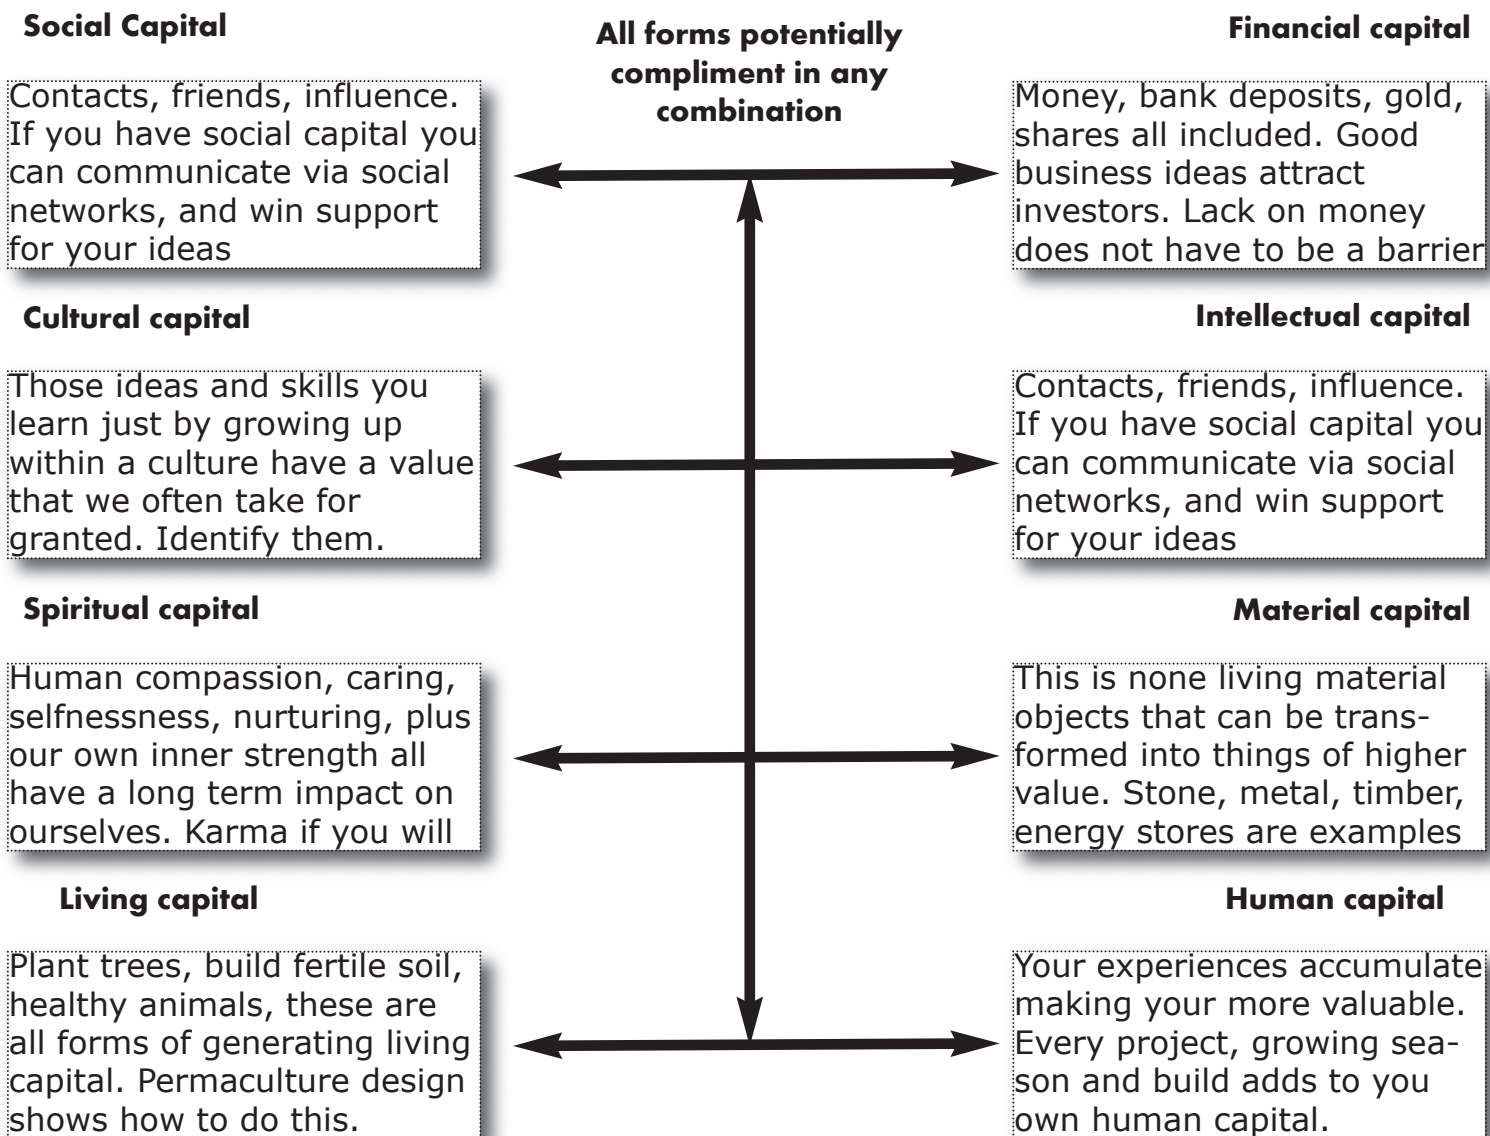 Social Capital
All forms potentially
compliment in any
combination
Financial capital
Contacts, friends, influence.
If you have social capital you
can communicate via social
networks, and win support
for your ideas
Money, bank deposits, gold,
shares all included. Good
business ideas attract
investors. Lack on money
does not have to be a barrier
Cultural capital
Intellectual capital
Those ideas and skills you
learn just by growing up
within a culture have a value
that we often take for
granted. Identify them.
Contacts, friends, influence.
If you have social capital you
can communicate via social
networks, and win support
for your ideas
Spiritual capital
Material capital
Human compassion, caring,
selfnessness, nurturing, plus
our own inner strength all
have a long term impact on
ourselves. Karma if you will
This is none living material
objects that can be trans-
formed into things of higher
value. Stone, metal, timber,
energy stores are examples
Living capital
Human capital
Plant trees, build fertile soil,
healthy animals, these are
all forms of generating living
capital. Permaculture design
shows how to do this.
Your experiences accumulate
making your more valuable.
Every project, growing sea-
son and build adds to you
own human capital.